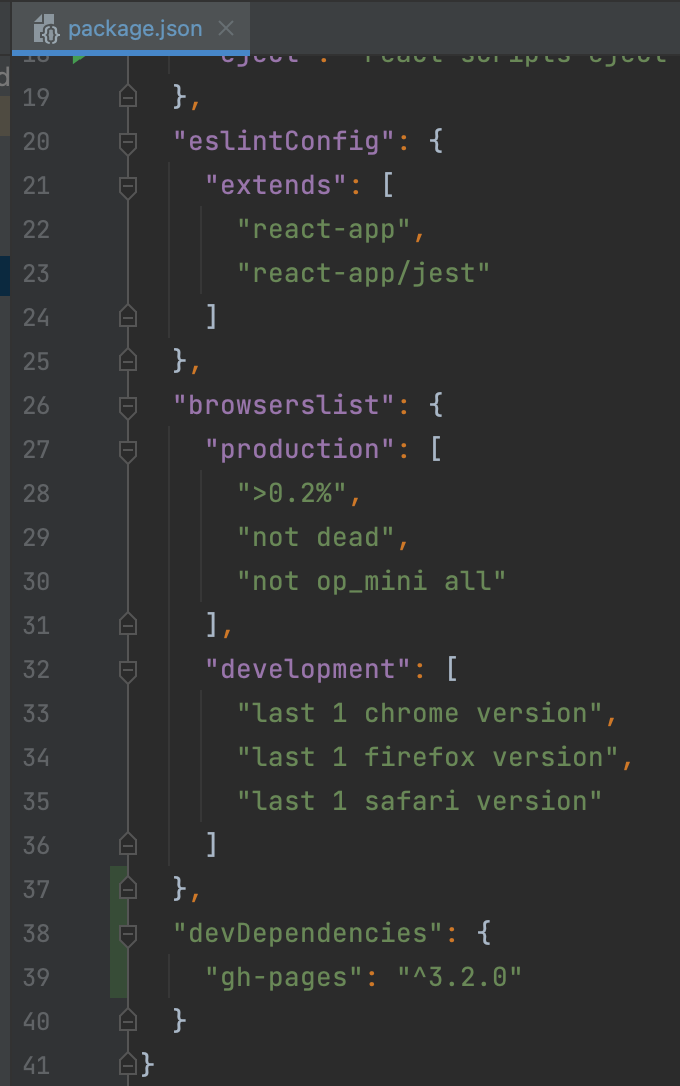 package.json
18 "eject": "react-scripts eject
19 },
20 "eslintConfig": {
21 "extends": [
22 "react-app",
23 "react-app/jest"
24 ]
25 },
26 "browserslist": {
27 "production": [
28 ">0.2%",
29 "not dead",
30 "not op_mini all"
31 ],
32 "development": [
33 "last 1 chrome version",
34 "last 1 firefox version",
35 "last 1 safari version"
36 ]
37 },
38 "devDependencies": {
39 "gh-pages": "^3.2.0"
40 }
41 }